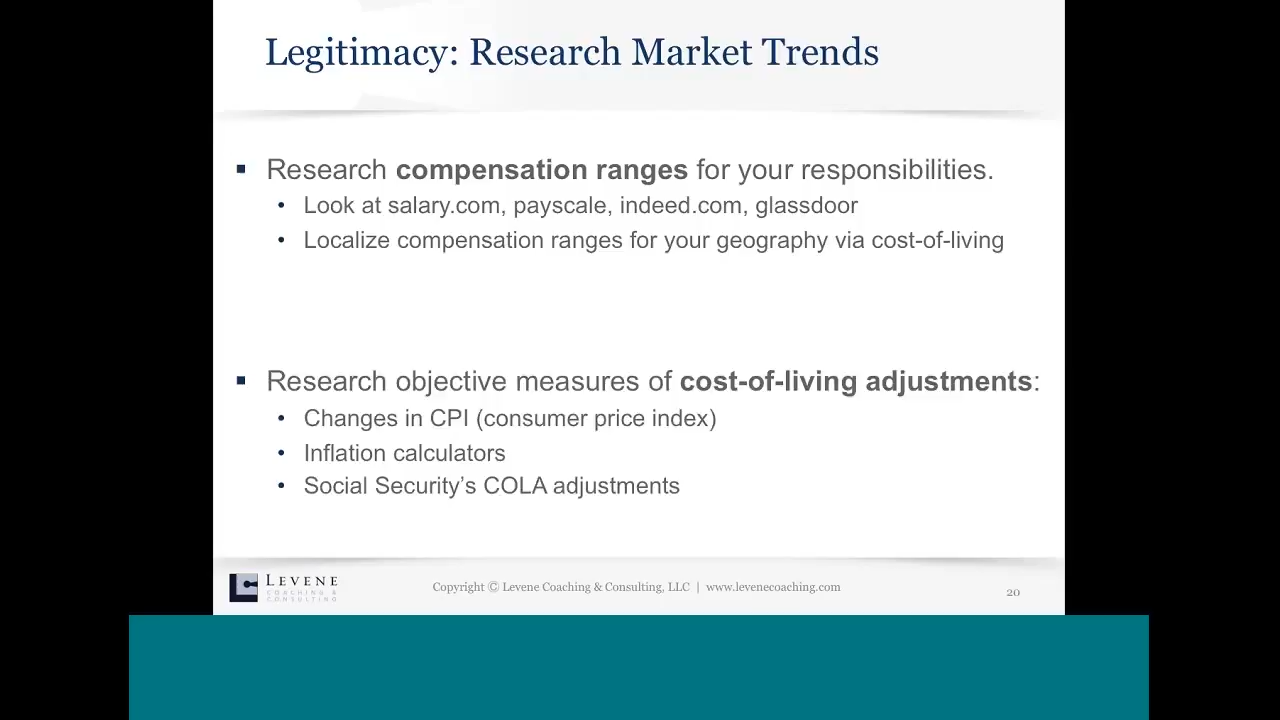 Legitimacy: Research Market Trends
▪ Research compensation ranges for your responsibilities.
• Look at salary.com, payscale, indeed.com, glassdoor
• Localize compensation ranges for your geography via cost-of-living
▪ Research objective measures of cost-of-living adjustments:
• Changes in CPI (consumer price index)
• Inflation calculators
• Social Security’s COLA adjustments
LEVENE
COACHING &
CONSULTING
Copyright © Levene Coaching & Consulting, LLC | www.levenecoaching.com
20